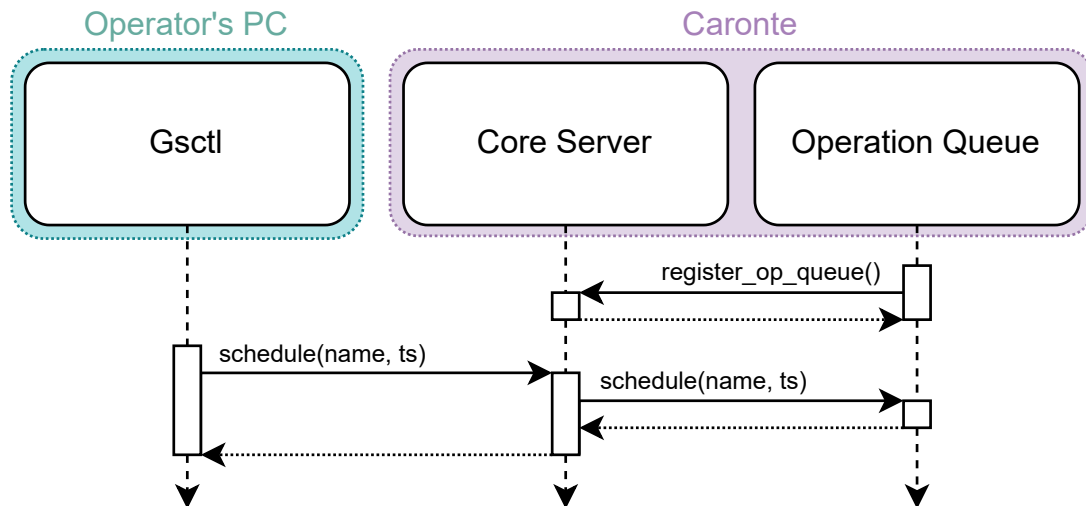 Operator's PC
Caronte
Gsctl
Core Server
Operation Queue
register_op_queue()
schedule(name, ts)
schedule(name, ts)